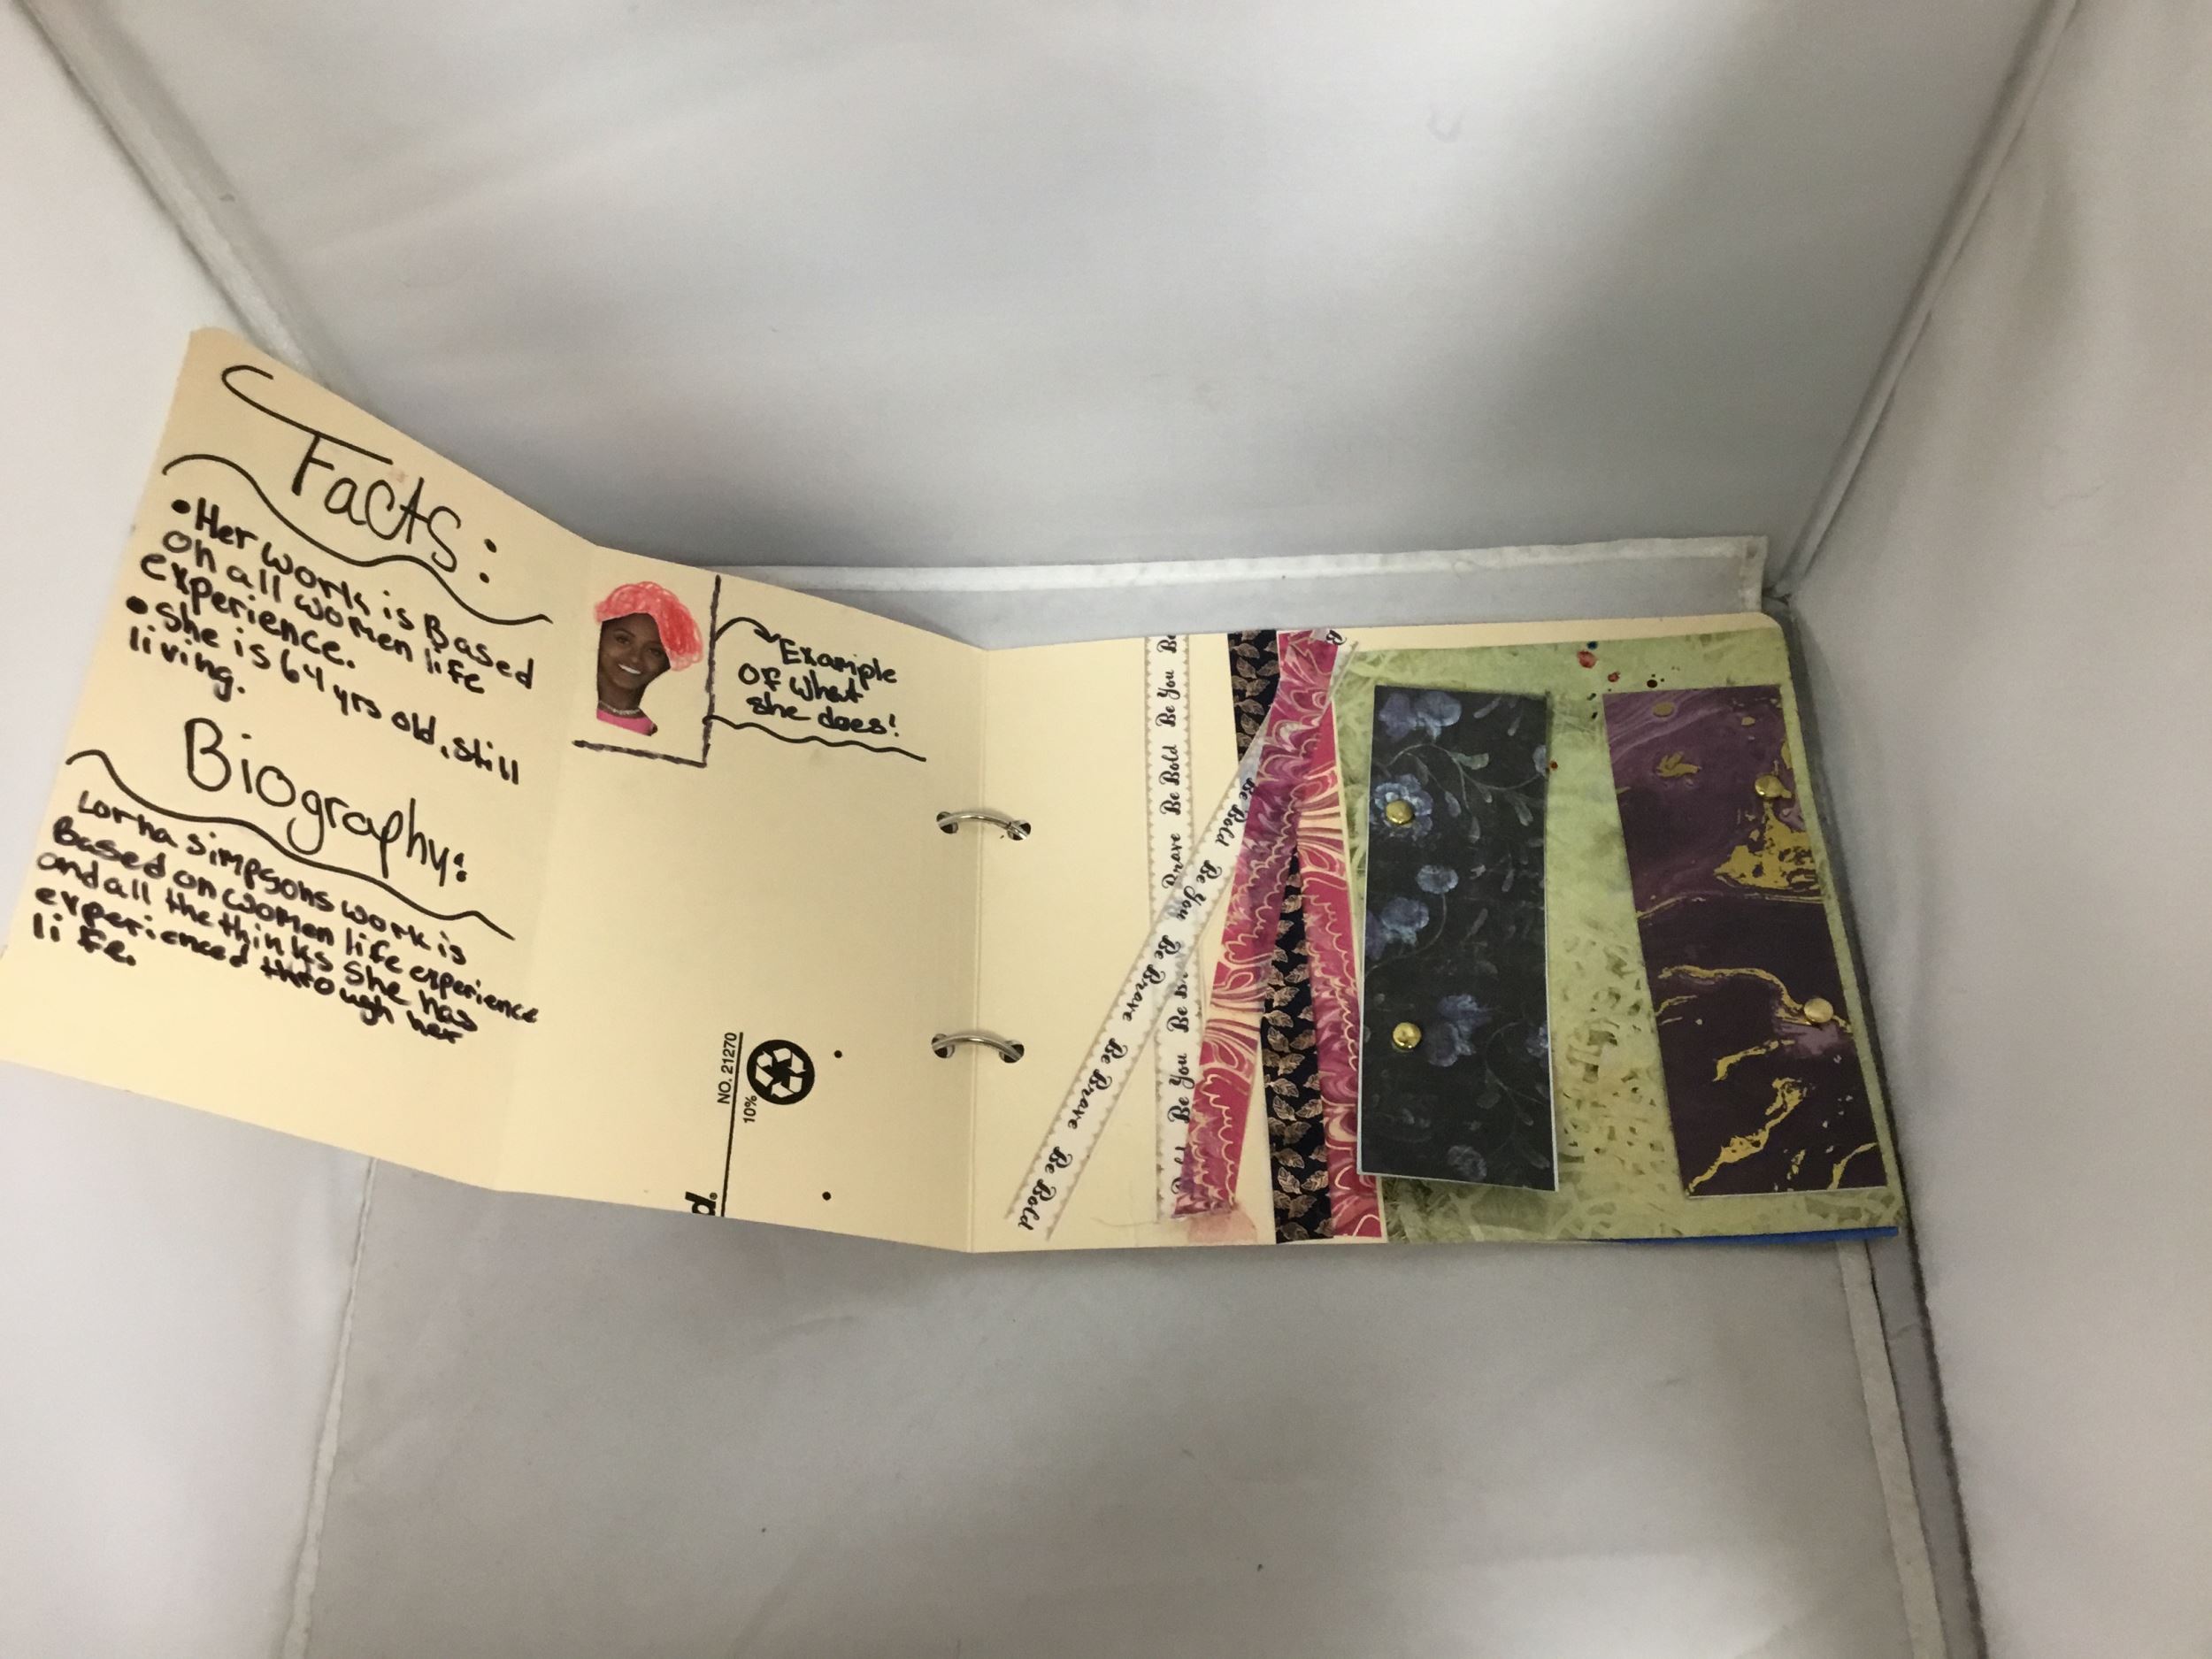 Facts:
• Her work is Based
on all women life
experience.
• She is 64 yrs old, still
living.
Biography:
Lorna simpsons work is
Based on women life experience
and all the thinks she has
experienced through her
life.
Example
Of what
she does!
NO. 21270
10%
Be You Be Bold
Be You Be
Be Bold Be You Be Brave Be Brave Be Bold